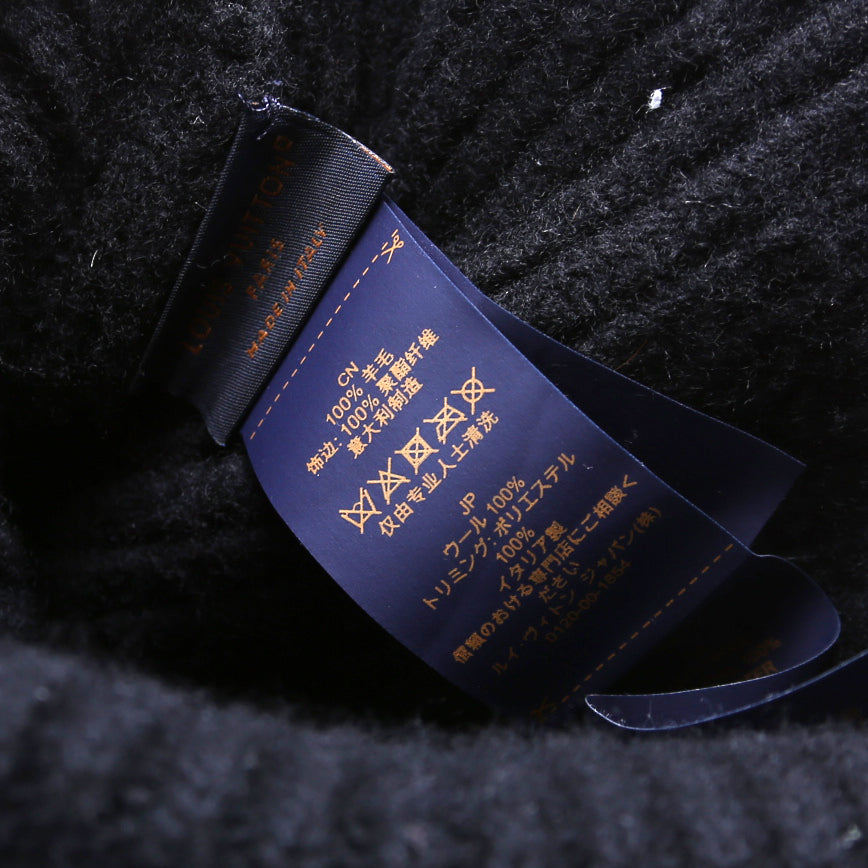 LOUIS VUITTON
PARIS
MADE IN ITALY
CN
100% 羊毛
饰边: 100% 聚酯纤维
意大利制造
仅由专业人士清洗
JP
ウール 100%
トリミング: ポリエステル
100%
イタリア製
信頼のおける専門店にご相談く
ださい
ルイ・ヴィトン ジャパン(株)
0120-00-1854